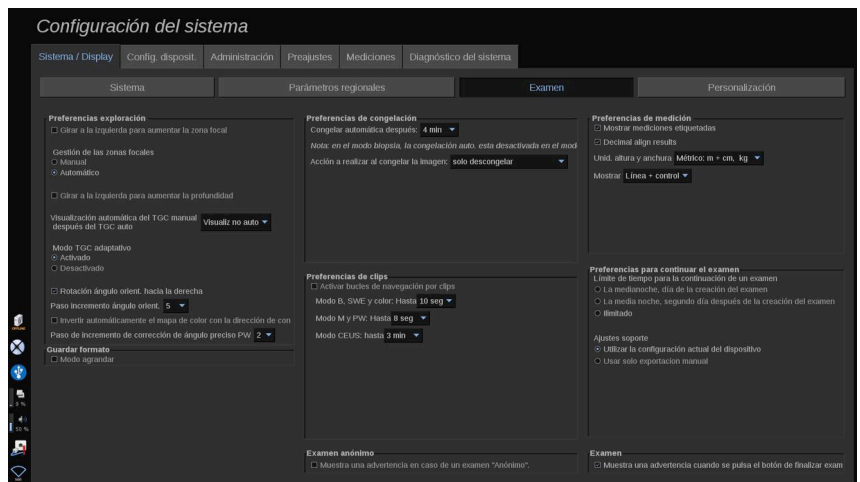 Configuración del sistema
Sistema / Display
Config. disposit.
Administración
Preajustes
Mediciones
Diagnóstico del sistema
Sistema
Parámetros regionales
Examen
Personalización
Preferencias exploración
Girar a la izquierda para aumentar la zona focal
Gestión de las zonas focales
Manual
Automático
Girar a la izquierda para aumentar la profundidad
Visualización automática del TGC manual
después del TGC auto
Visualiz no auto
Modo TGC adaptativo
Activado
Desactivado
Rotación ángulo orient. hacia la derecha
Paso incremento ángulo orient. 5
Invertir automáticamente el mapa de color con la dirección de con
Paso de incremento de corrección de ángulo preciso PW 2
Guardar formato
Modo agrandar
Preferencias de congelación
Congelar automática después: 4 min
Nota: en el modo biopsia, la congelación auto. esta desactivada en el mod
Acción a realizar al congelar la Imagen: solo descongelar
Preferencias de clips
Activar bucles de navegación por clips
Modo B, SWE y color: Hasta 10 seg
Modo M y PW: Hasta 8 seg
Modo CEUS: hasta 3 min
Examen anónimo
Muestra una advertencia en caso de un examen "Anónimo".
Preferencias de medición
Mostrar mediciones etiquetadas
Decimal align results
Unid. altura y anchura Métrico: m + cm, kg
Mostrar Línea + control
Preferencias para continuar el examen
Límite de tiempo para la continuación de un examen
La medianoche, día de la creación del examen
La media noche, segundo día después de la creación del examen
Ilimitado
Ajustes soporte
Utilizar la configuración actual del dispositivo
Usar solo exportacion manual
Examen
Muestra una advertencia cuando se pulsa el botón de finalizar exam
50 %